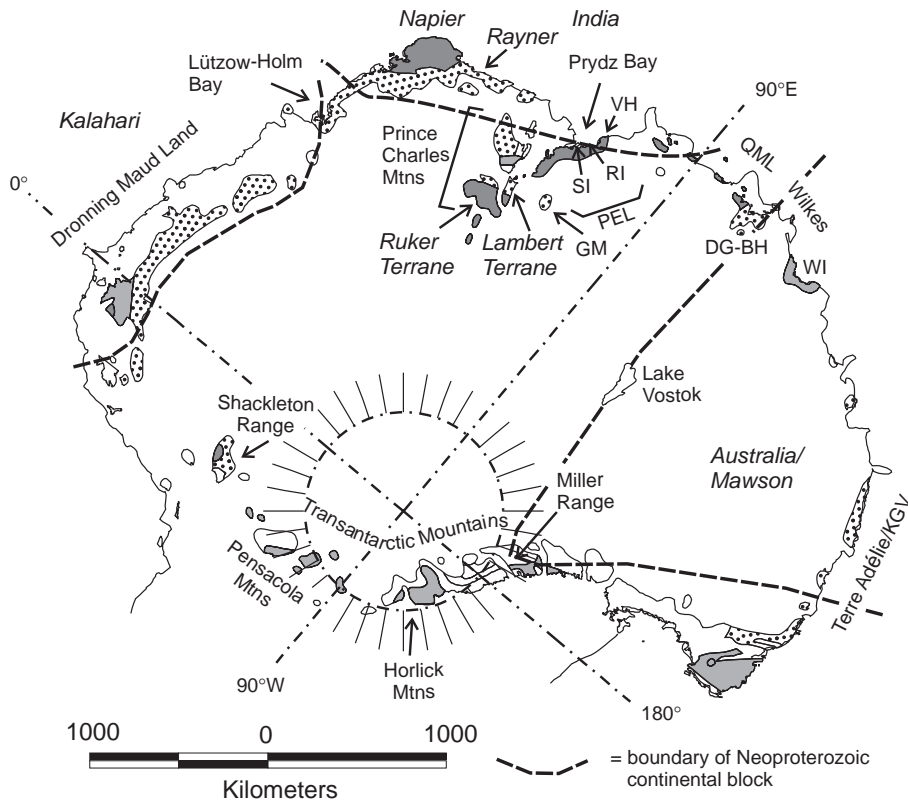 Napier
India
Rayner
Prydz Bay
Lützow-Holm
Bay
VH
90°E
Kalahari
Prince
Charles
Mtns
QML
Wilkes
0°
Dronning Maud Land
SI
RI
PEL
Ruker
Terrane
Lambert
Terrane
GM
DG-BH
WI
Lake
Vostok
Shackleton
Range
Australia/
Mawson
Miller
Range
Transantarctic Mountains
Pensacola
Mtns
Terre Adélie/KGV
Horlick
Mtns
90°W
180°
1000 0 1000
Kilometers
= boundary of Neoproterozoic
continental block